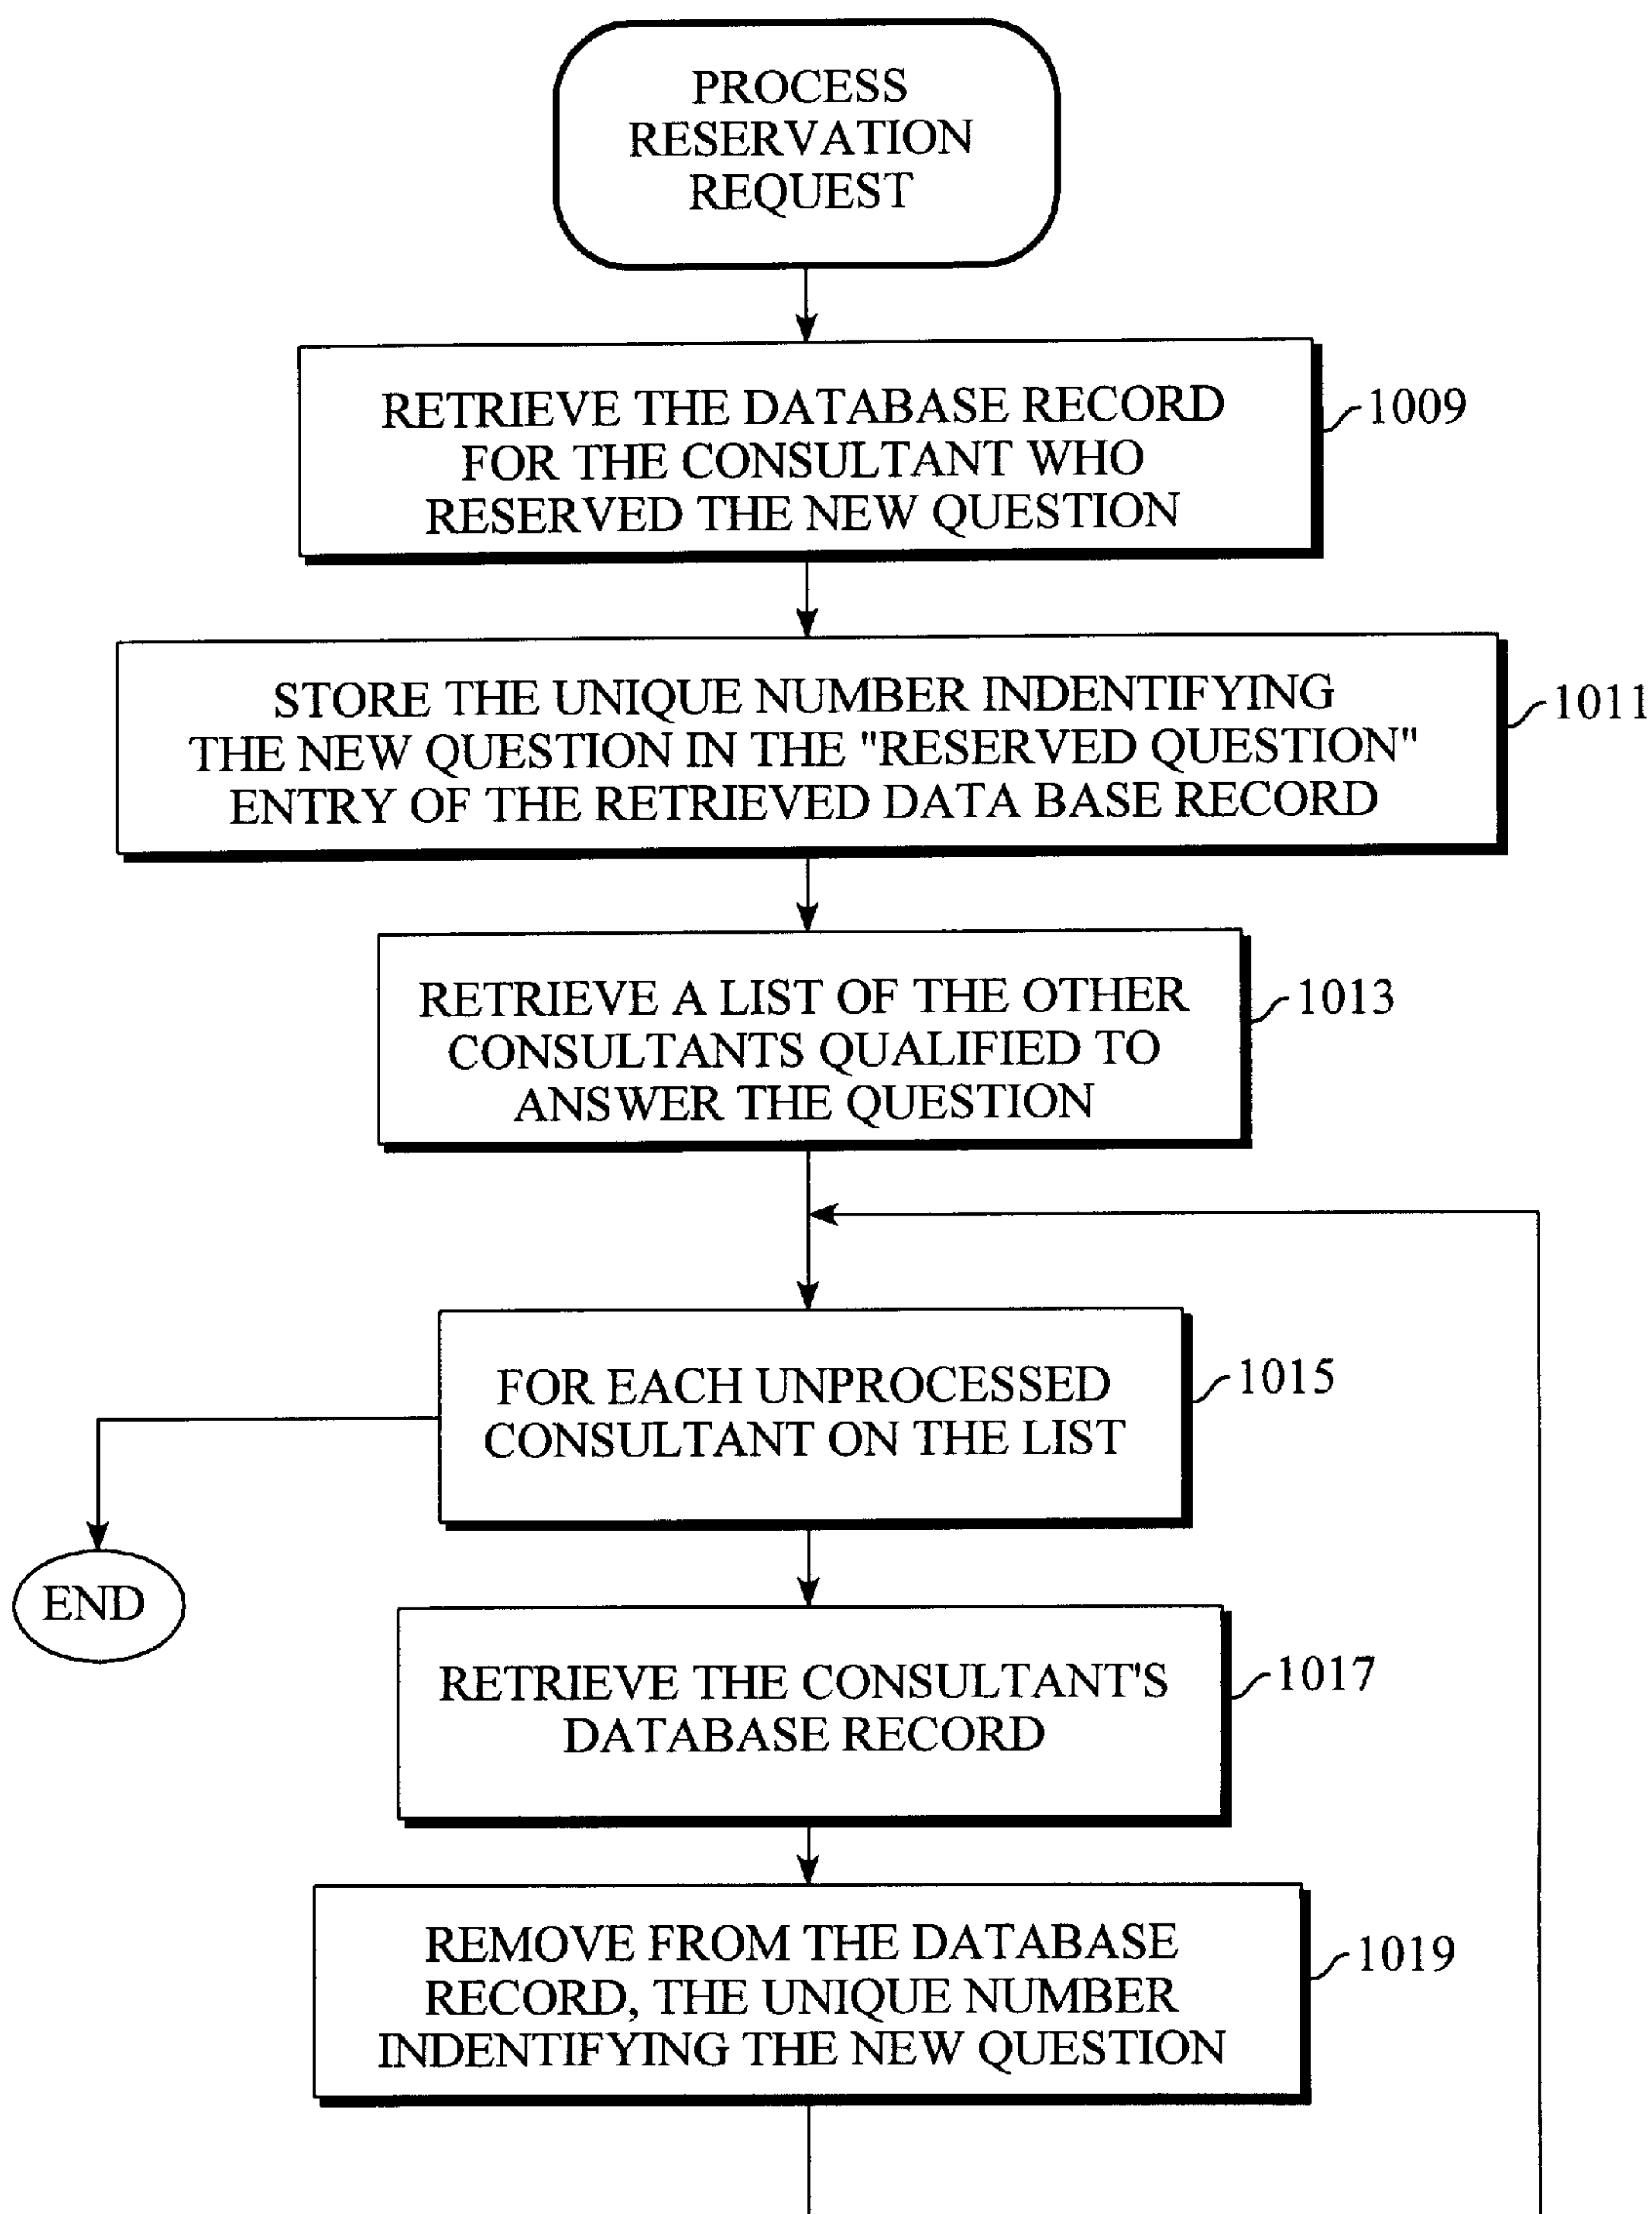 PROCESS
RESERVATION
REQUEST
RETRIEVE THE DATABASE RECORD
FOR THE CONSULTANT WHO
RESERVED THE NEW QUESTION
1009
STORE THE UNIQUE NUMBER INDENTIFYING
THE NEW QUESTION IN THE "RESERVED QUESTION"
ENTRY OF THE RETRIEVED DATA BASE RECORD
1011
RETRIEVE A LIST OF THE OTHER
CONSULTANTS QUALIFIED TO
ANSWER THE QUESTION
1013
FOR EACH UNPROCESSED
CONSULTANT ON THE LIST
1015
END
RETRIEVE THE CONSULTANT'S
DATABASE RECORD
1017
REMOVE FROM THE DATABASE
RECORD, THE UNIQUE NUMBER
INDENTIFYING THE NEW QUESTION
1019